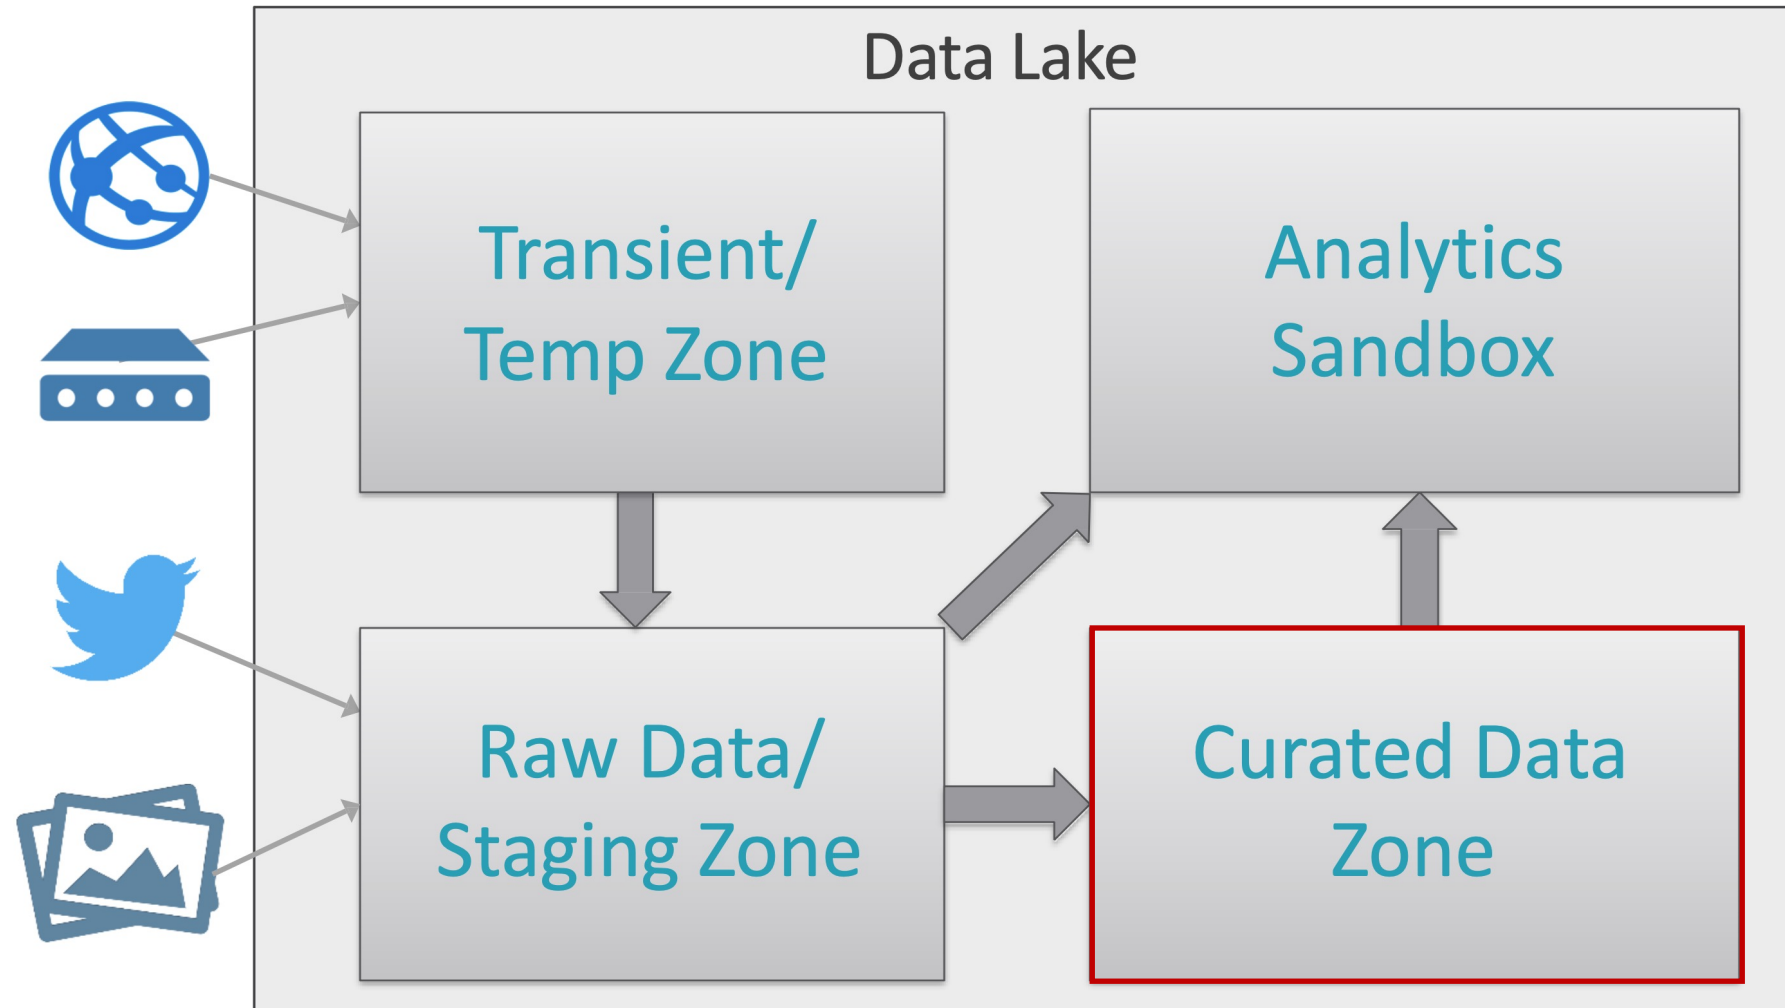 Data Lake
Transient/
Temp Zone
Analytics
Sandbox
Raw Data/
Staging Zone
Curated Data
Zone